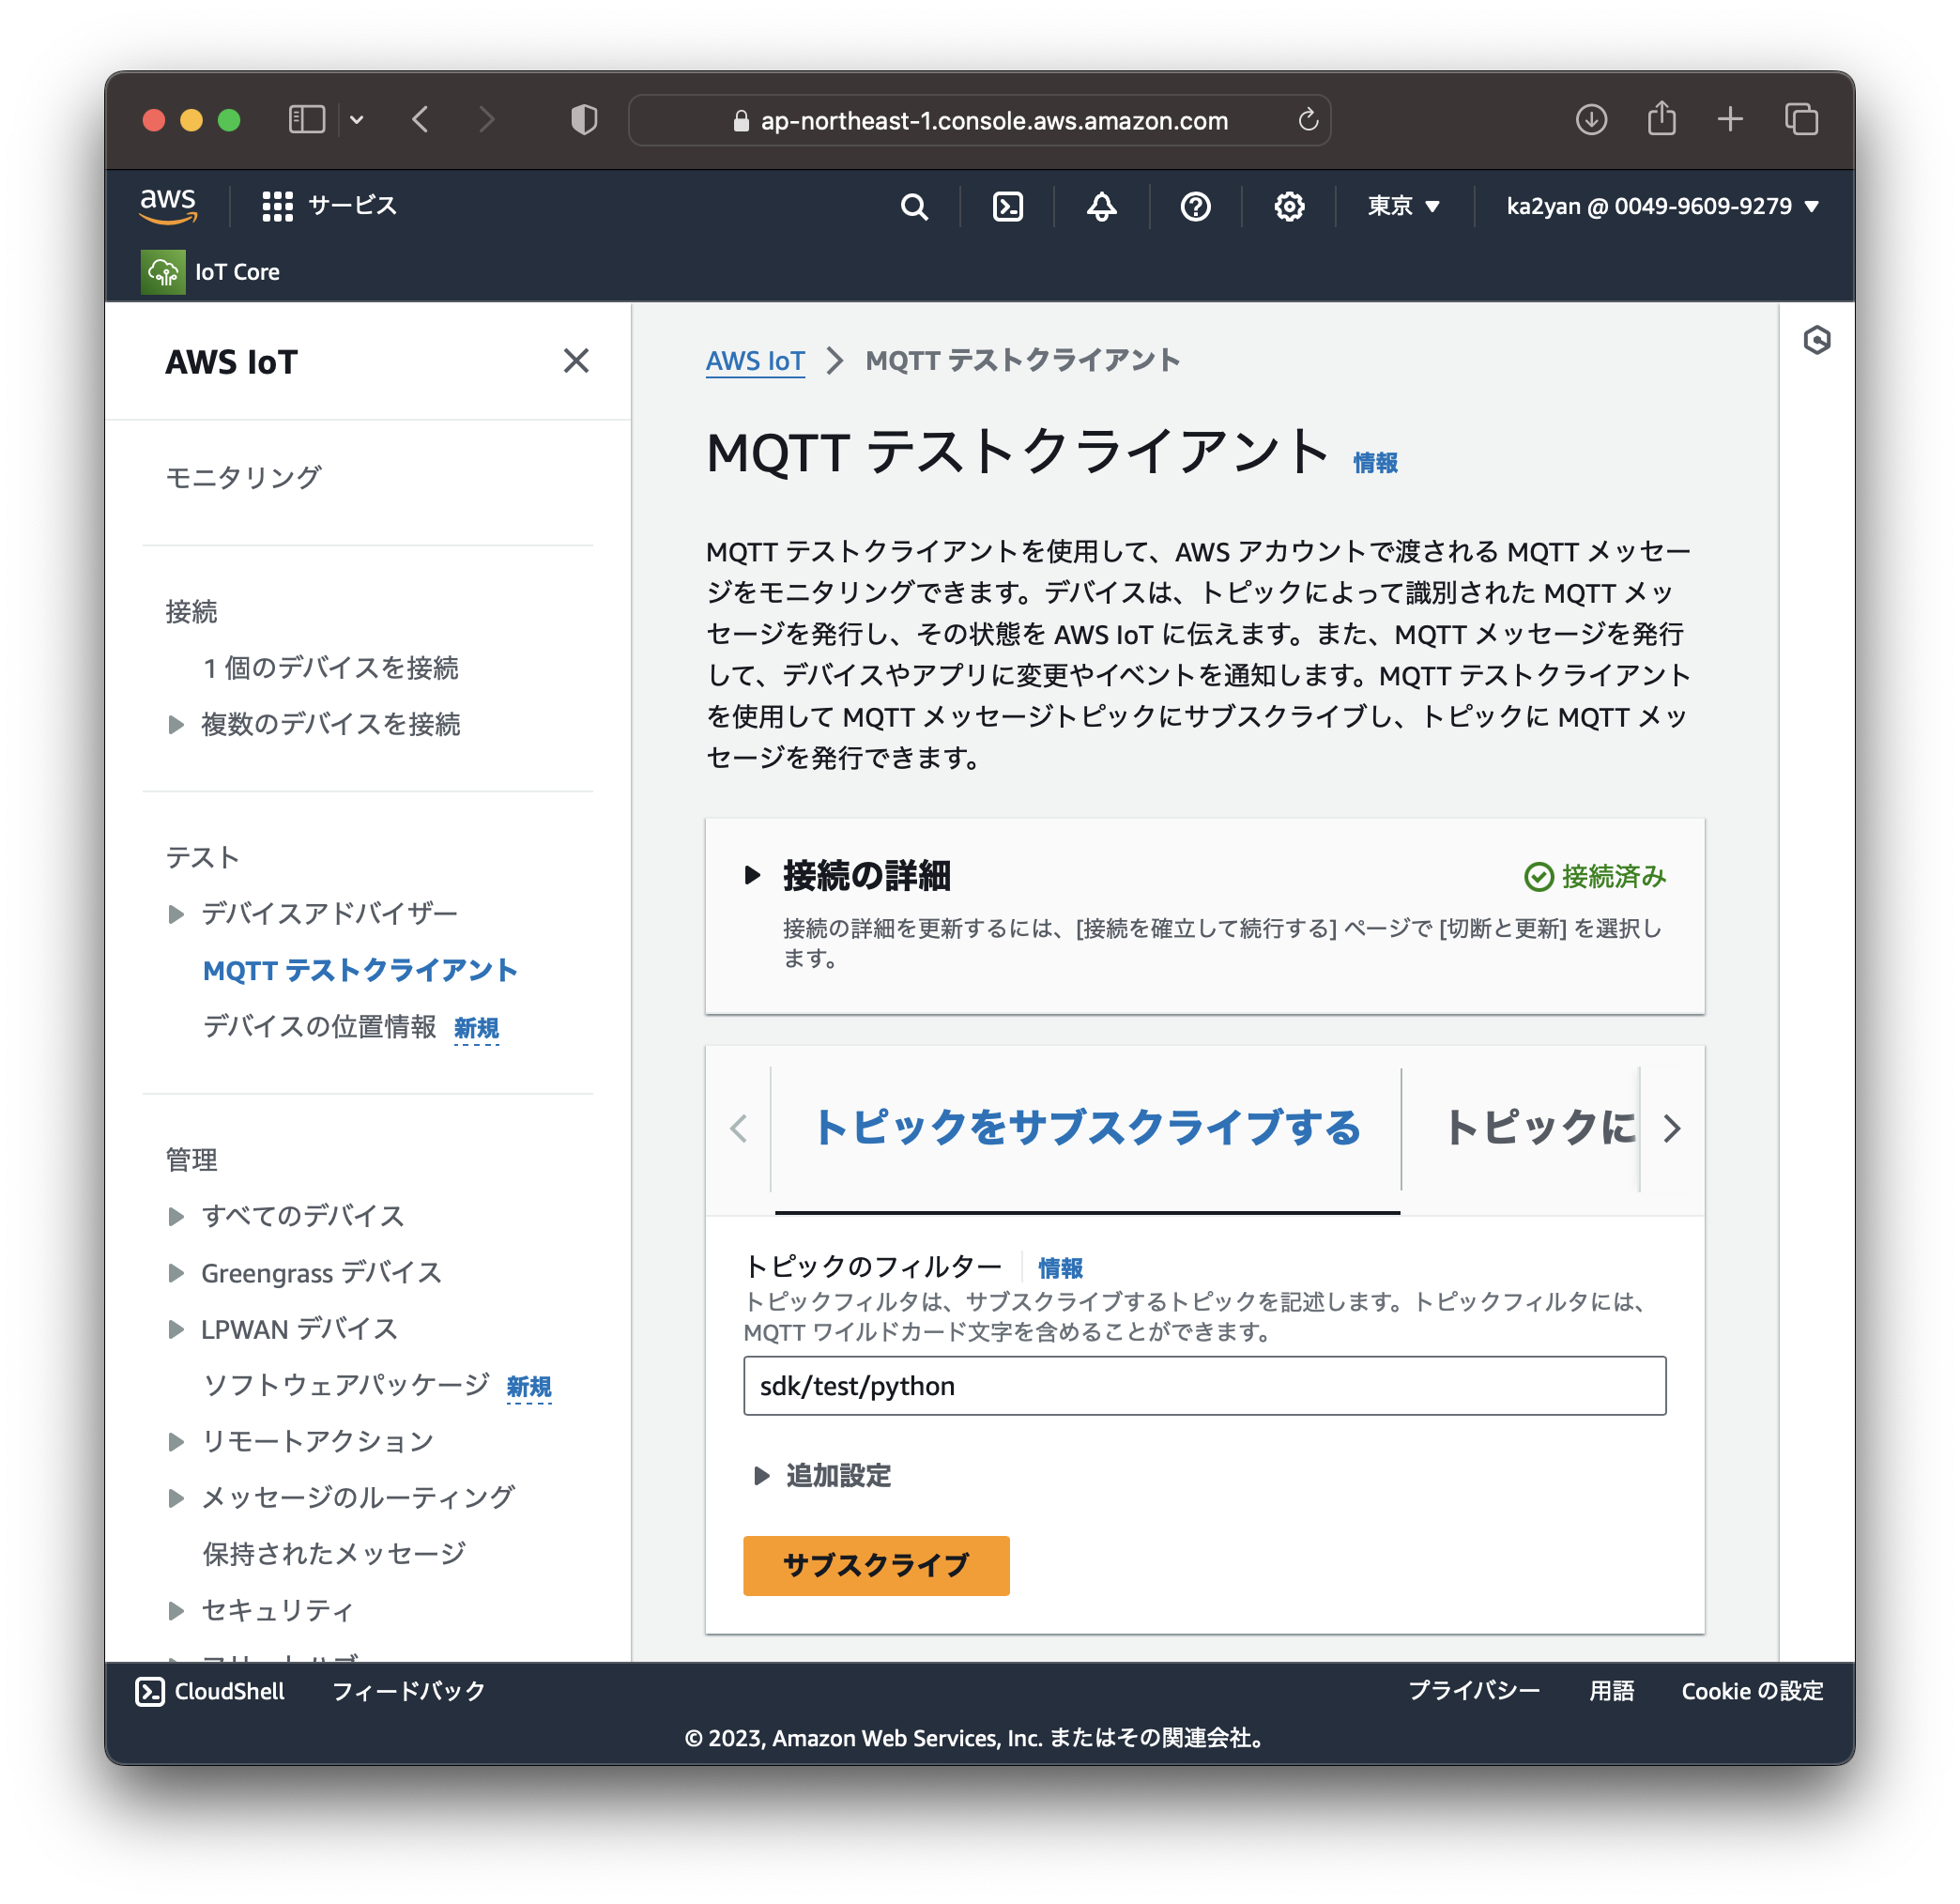 ap-northeast-1.console.aws.amazon.com
aws
サービス
東京
ka2yan @ 0049-9609-9279
IoT Core
AWS IoT
モニタリング
接続
1 個のデバイスを接続
複数のデバイスを接続
テスト
デバイスアドバイザー
MQTT テストクライアント
デバイスの位置情報 新規
管理
すべてのデバイス
Greengrass デバイス
LPWAN デバイス
ソフトウェアパッケージ 新規
リモートアクション
メッセージのルーティング
保持されたメッセージ
セキュリティ
AWS IoT > MQTT テストクライアント
MQTT テストクライアント 情報
MQTT テストクライアントを使用して、AWS アカウントで渡される MQTT メッセー
ジをモニタリングできます。デバイスは、トピックによって識別された MQTT メッ
セージを発行し、その状態を AWS IoT に伝えます。また、MQTT メッセージを発行
して、デバイスやアプリに変更やイベントを通知します。MQTT テストクライアント
を使用して MQTT メッセージトピックにサブスクライブし、トピックに MQTT メッ
セージを発行できます。
接続の詳細
接続済み
接続の詳細を更新するには、[接続を確立して続行する] ページで [切断と更新] を選択し
ます。
トピックをサブスクライブする
トピックに
トピックのフィルター 情報
トピックフィルタは、サブスクライブするトピックを記述します。トピックフィルタには、
MQTT ワイルドカード文字を含めることができます。
sdk/test/python
追加設定
サブスクライブ
CloudShell
フィードバック
プライバシー
用語
Cookie の設定
© 2023, Amazon Web Services, Inc. またはその関連会社。